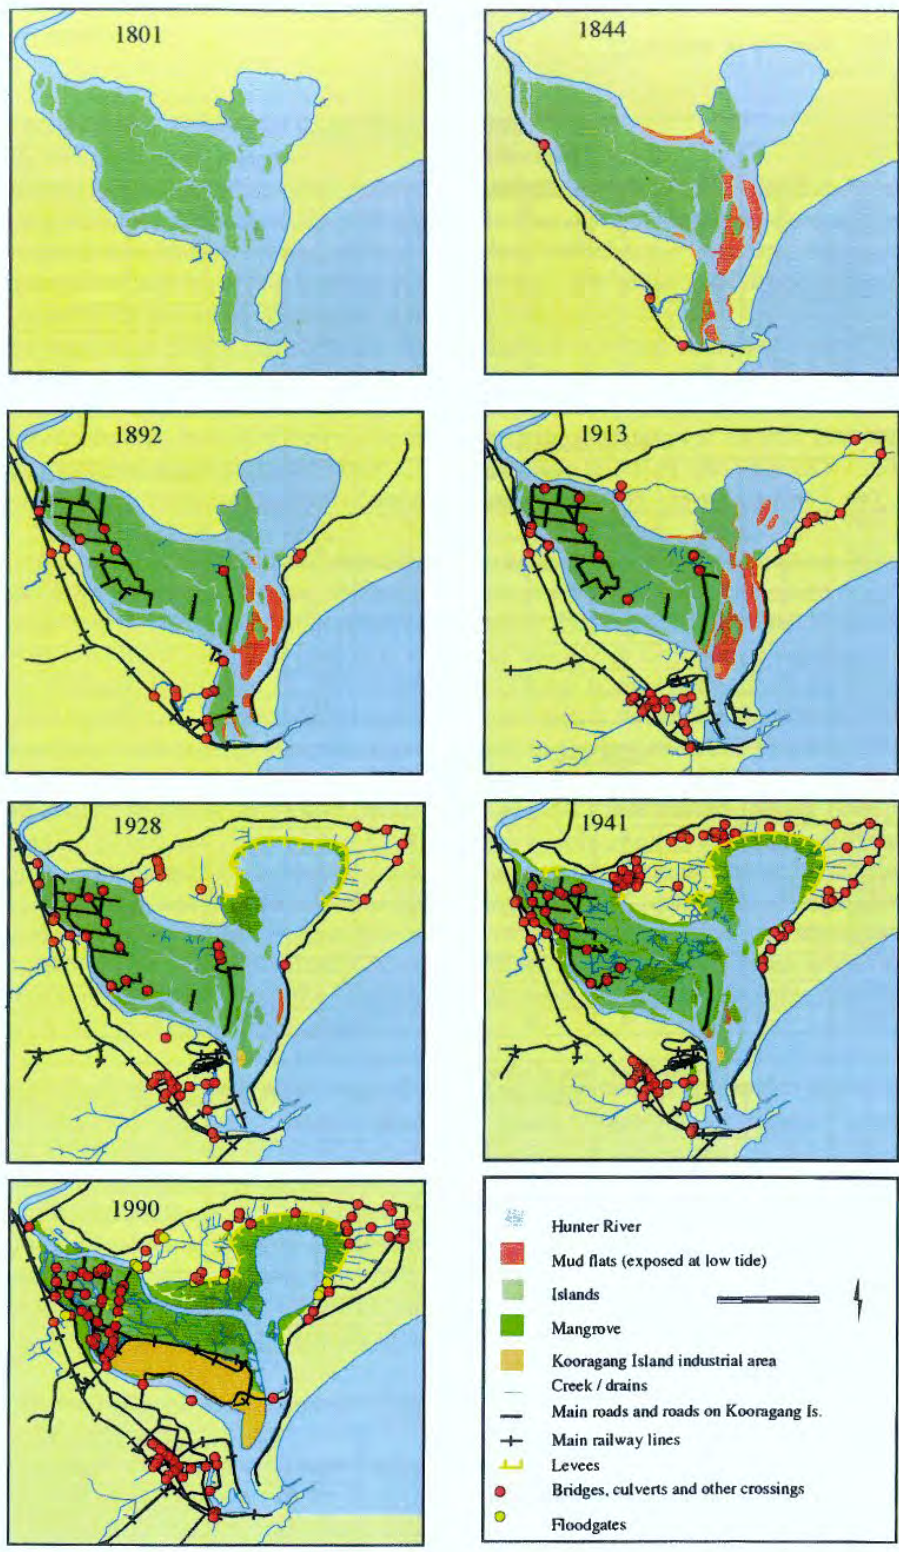 1801
1844
1892
1913
1928
1941
1990
Hunter River
Mud flats (exposed at low tide)
Islands
Mangrove
Kooragang Island industrial area
Creek / drains
Main roads and roads on Kooragang Is.
Main railway lines
Levees
Bridges, culverts and other crossings
Floodgates